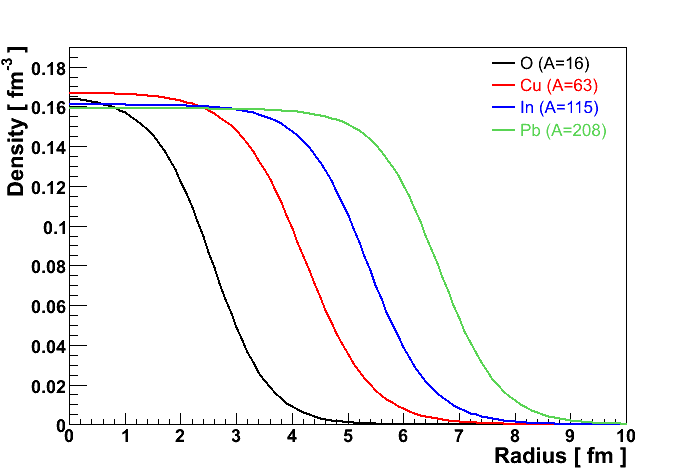 Density [ fm-3 ]
0.18
0.16
0.14
0.12
0.1
0.08
0.06
0.04
0.02
0
O (A=16)
Cu (A=63)
In (A=115)
Pb (A=208)
0 1 2 3 4 5 6 7 8 9 10
Radius [ fm ]